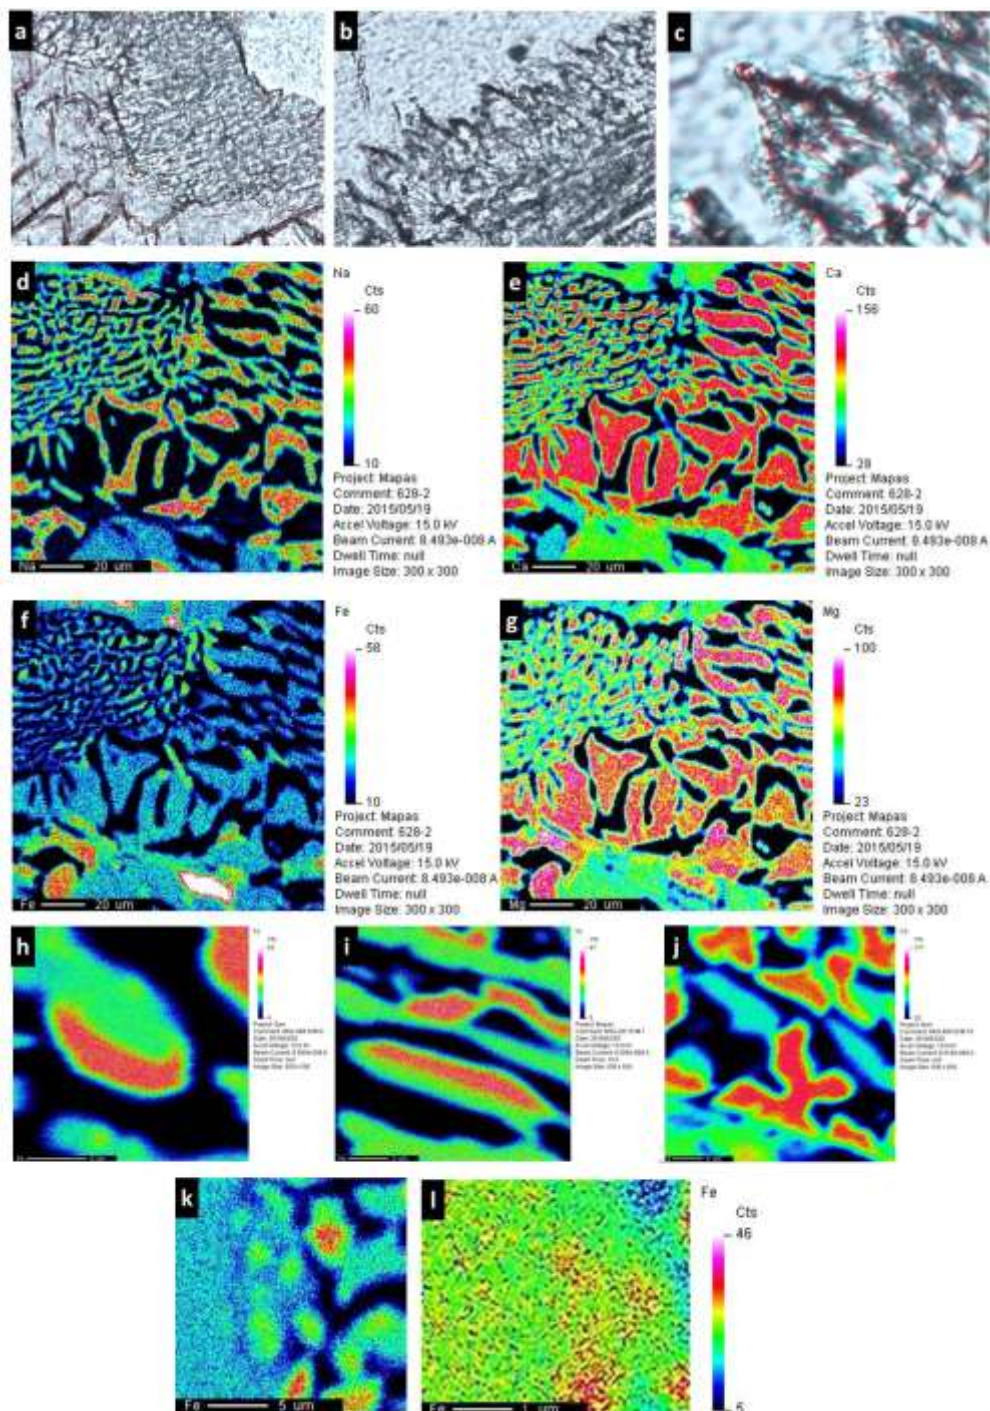 a
b
c
d
Na
Cts
60
10
Project: Mapas
Comment: 628-2
Date: 2015/05/19
Accel Voltage: 15.0 kV
Beam Current: 8.493e-008 A
Dwell Time: null
Image Size: 300 x 300
Na 20 um
e
Ca
Cts
156
28
Project: Mapas
Comment: 628-2
Date: 2015/05/19
Accel Voltage: 15.0 kV
Beam Current: 8.493e-008 A
Dwell Time: null
Image Size: 300 x 300
Ca 20 um
f
Fe
Cts
58
10
Project: Mapas
Comment: 628-2
Date: 2015/05/19
Accel Voltage: 15.0 kV
Beam Current: 8.493e-008 A
Dwell Time: null
Image Size: 300 x 300
Fe 20 um
g
Mg
Cts
100
23
Project: Mapas
Comment: 628-2
Date: 2015/05/19
Accel Voltage: 15.0 kV
Beam Current: 8.493e-008 A
Dwell Time: null
Image Size: 300 x 300
Mg 20 um
h
i
j
k
Fe 5 um
l
Fe 1 um
Fe
Cts
46
5